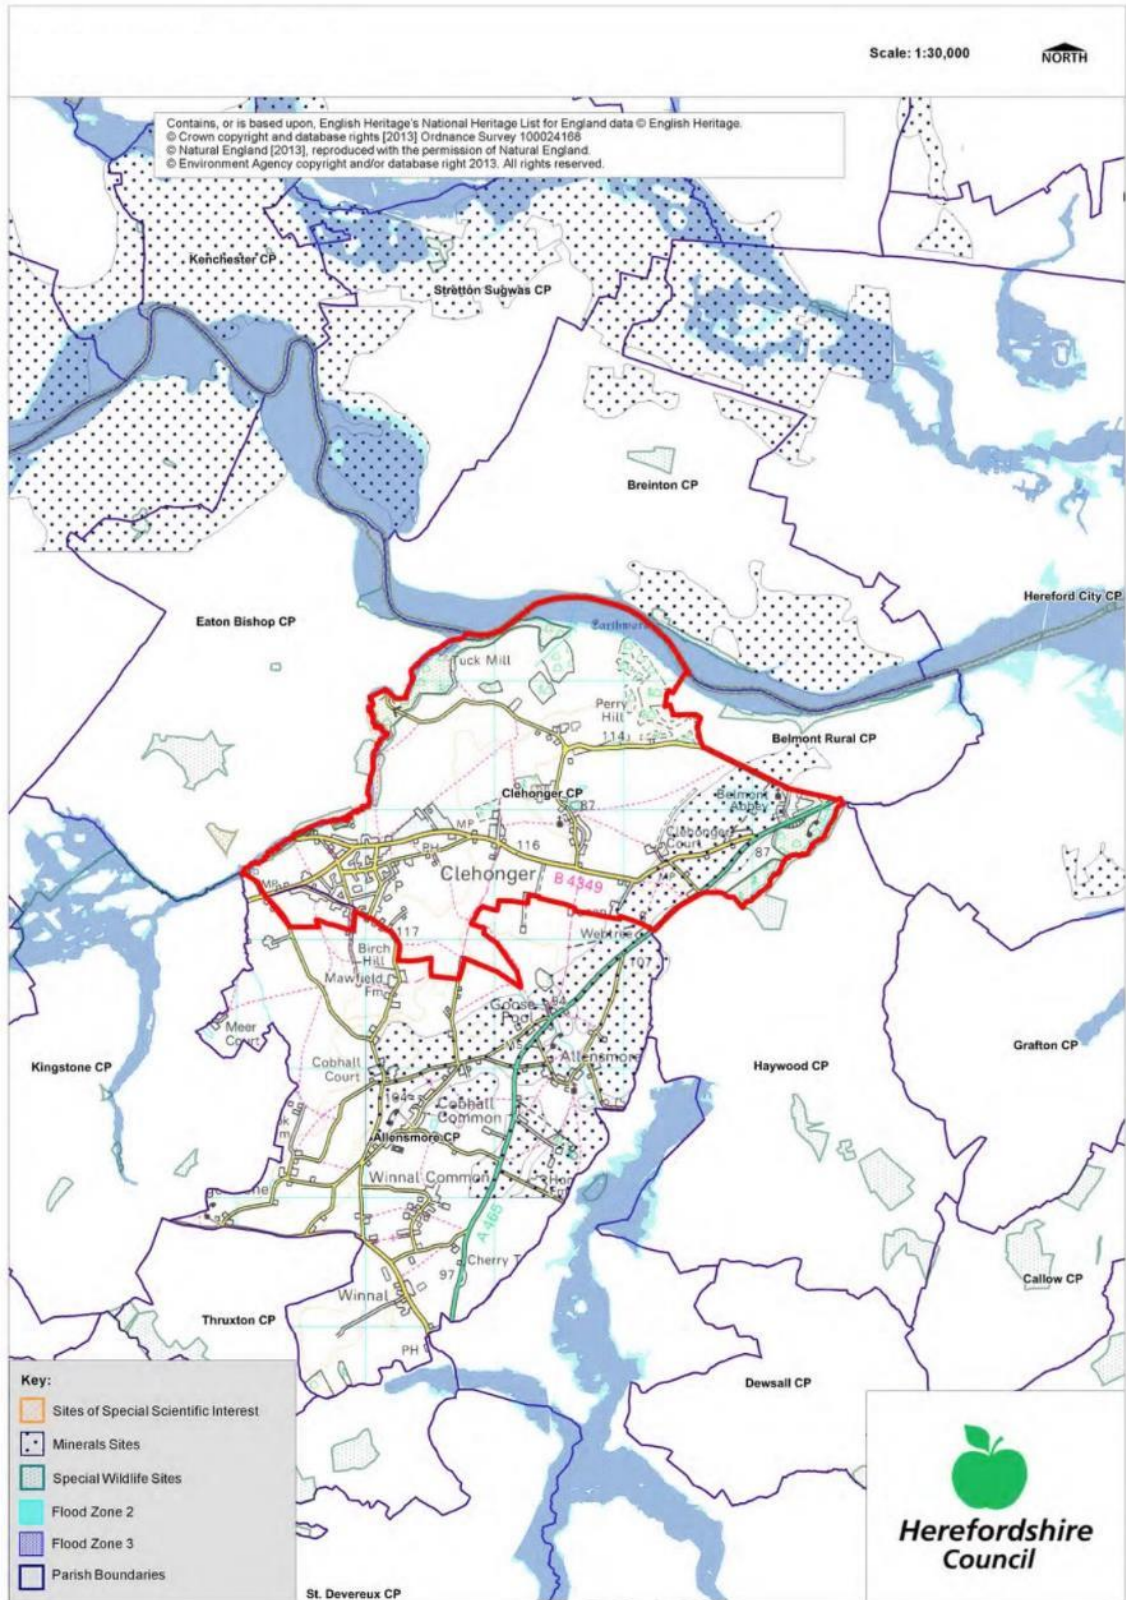 Scale: 1:30,000
NORTH
Contains, or is based upon, English Heritage's National Heritage List for England data © English Heritage.
© Crown copyright and database rights [2013] Ordnance Survey 100024168
© Natural England [2013], reproduced with the permission of Natural England.
© Environment Agency copyright and/or database right 2013. All rights reserved.
Kenchester CP
Stretton Sugwas CP
Breinton CP
Hereford City CP
Eaton Bishop CP
Tuck Mill
Perry
Hill
114
Belmont Rural CP
Clehonger CP
87
Belmont
Abbey
MP
116
Clehonger
Court
87
PH
Clehonger
B 4349
MP
MP
P
117
Webtree
Birch
Hill
107
Mawfield
Fm
Goose
Pool
94
Meer
Court
MS
Allensmore
Kingstone CP
Cobhall
Court
Haywood CP
Grafton CP
104
Cobhall
Common
Allensmore CP
Winnal Common
A 465
Cherry T
97
Callow CP
Winnal
Thruxton CP
PH
Dewsall CP
St. Devereux CP
Key:
Sites of Special Scientific Interest
Minerals Sites
Special Wildlife Sites
Flood Zone 2
Flood Zone 3
Parish Boundaries
Herefordshire
Council